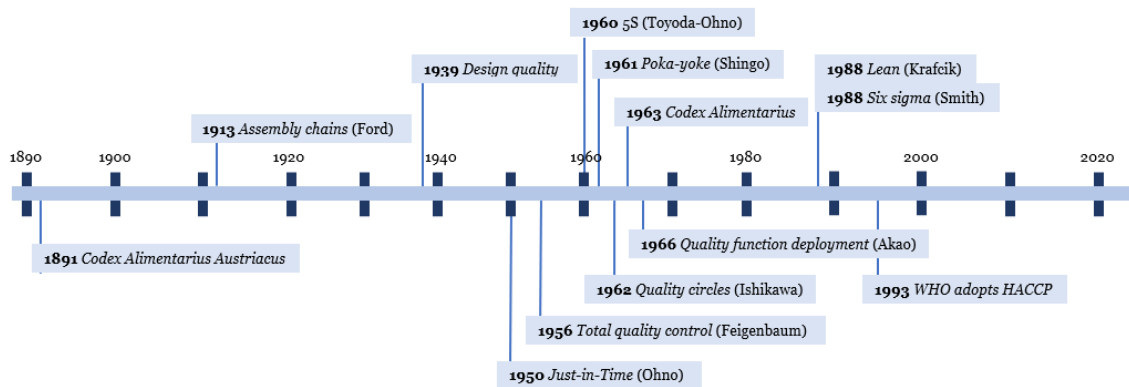 1960 5S (Toyoda-Ohno)
1961 Poka-yoke (Shingo)
1939 Design quality
1988 Lean (Krafcik)
1988 Six sigma (Smith)
1963 Codex Alimentarius
1913 Assembly chains (Ford)
1890 1900 1920 1940 1960 1980 2000 2020
1891 Codex Alimentarius Austriacus
1966 Quality function deployment (Akao)
1962 Quality circles (Ishikawa)
1993 WHO adopts HACCP
1956 Total quality control (Feigenbaum)
1950 Just-in-Time (Ohno)